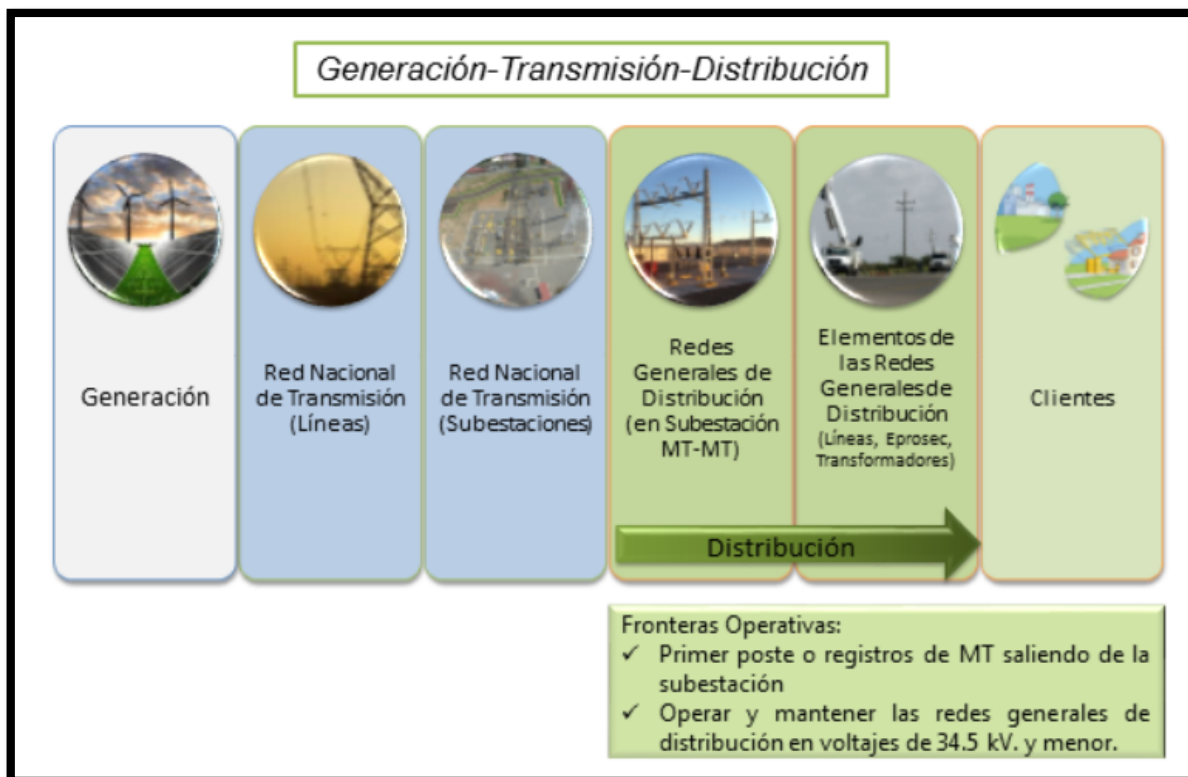 Generación-Transmisión-Distribución
Generación
Red Nacional
de Transmisión
(Líneas)
Red Nacional
de Transmisión
(Subestaciones)
Redes
Generales de
Distribución
(en Subestación
MT-MT)
Elementos de
las Redes
Generales de
Distribución
(Líneas, Eprosec,
Transformadores)
Clientes
Distribución
Fronteras Operativas:
✓ Primer poste o registros de MT saliendo de la
subestación
✓ Operar y mantener las redes generales de
distribución en voltajes de 34.5 kV. y menor.